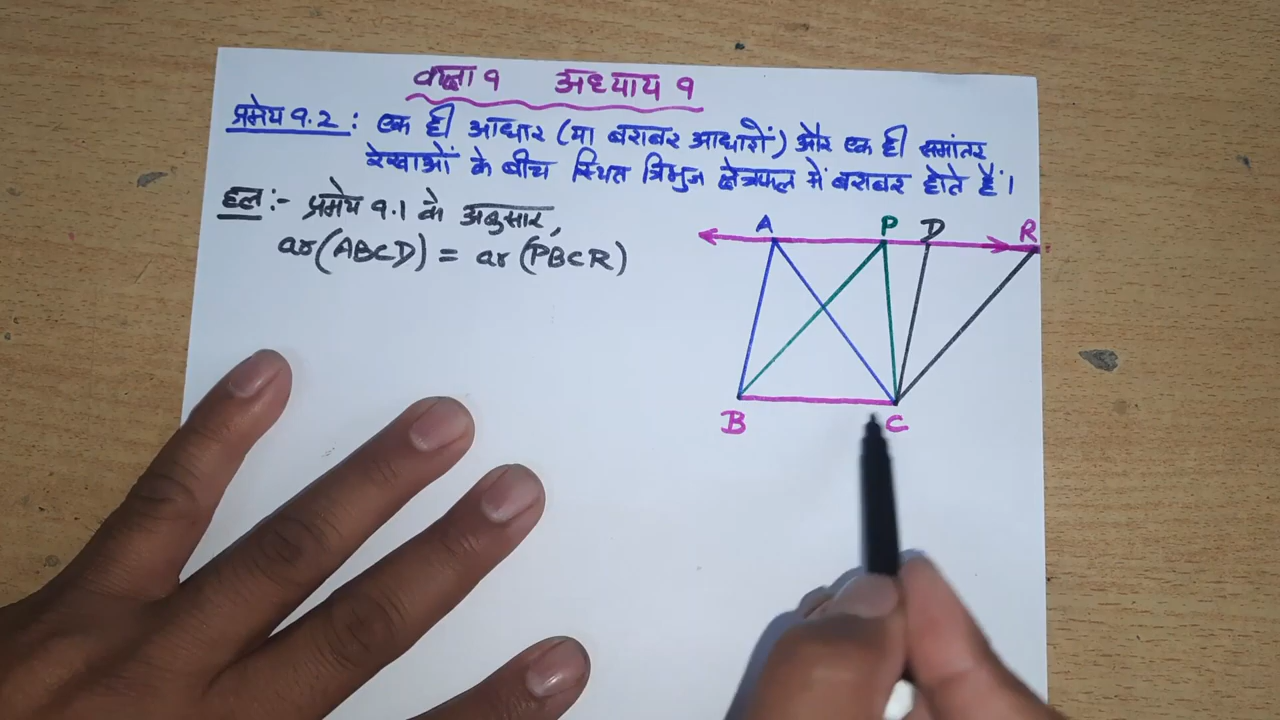 कक्षा 9 अध्याय 9
प्रमेय 9.2 : एक ही आधार (या बराबर आधारों) और एक ही समांतर
रेखाओं के बीच स्थित त्रिभुज क्षेत्रफल में बराबर होते हैं।
हल :- प्रमेय 9.1 के अनुसार,
ar(ABCD) = ar(PBCR)
A P D R
B C